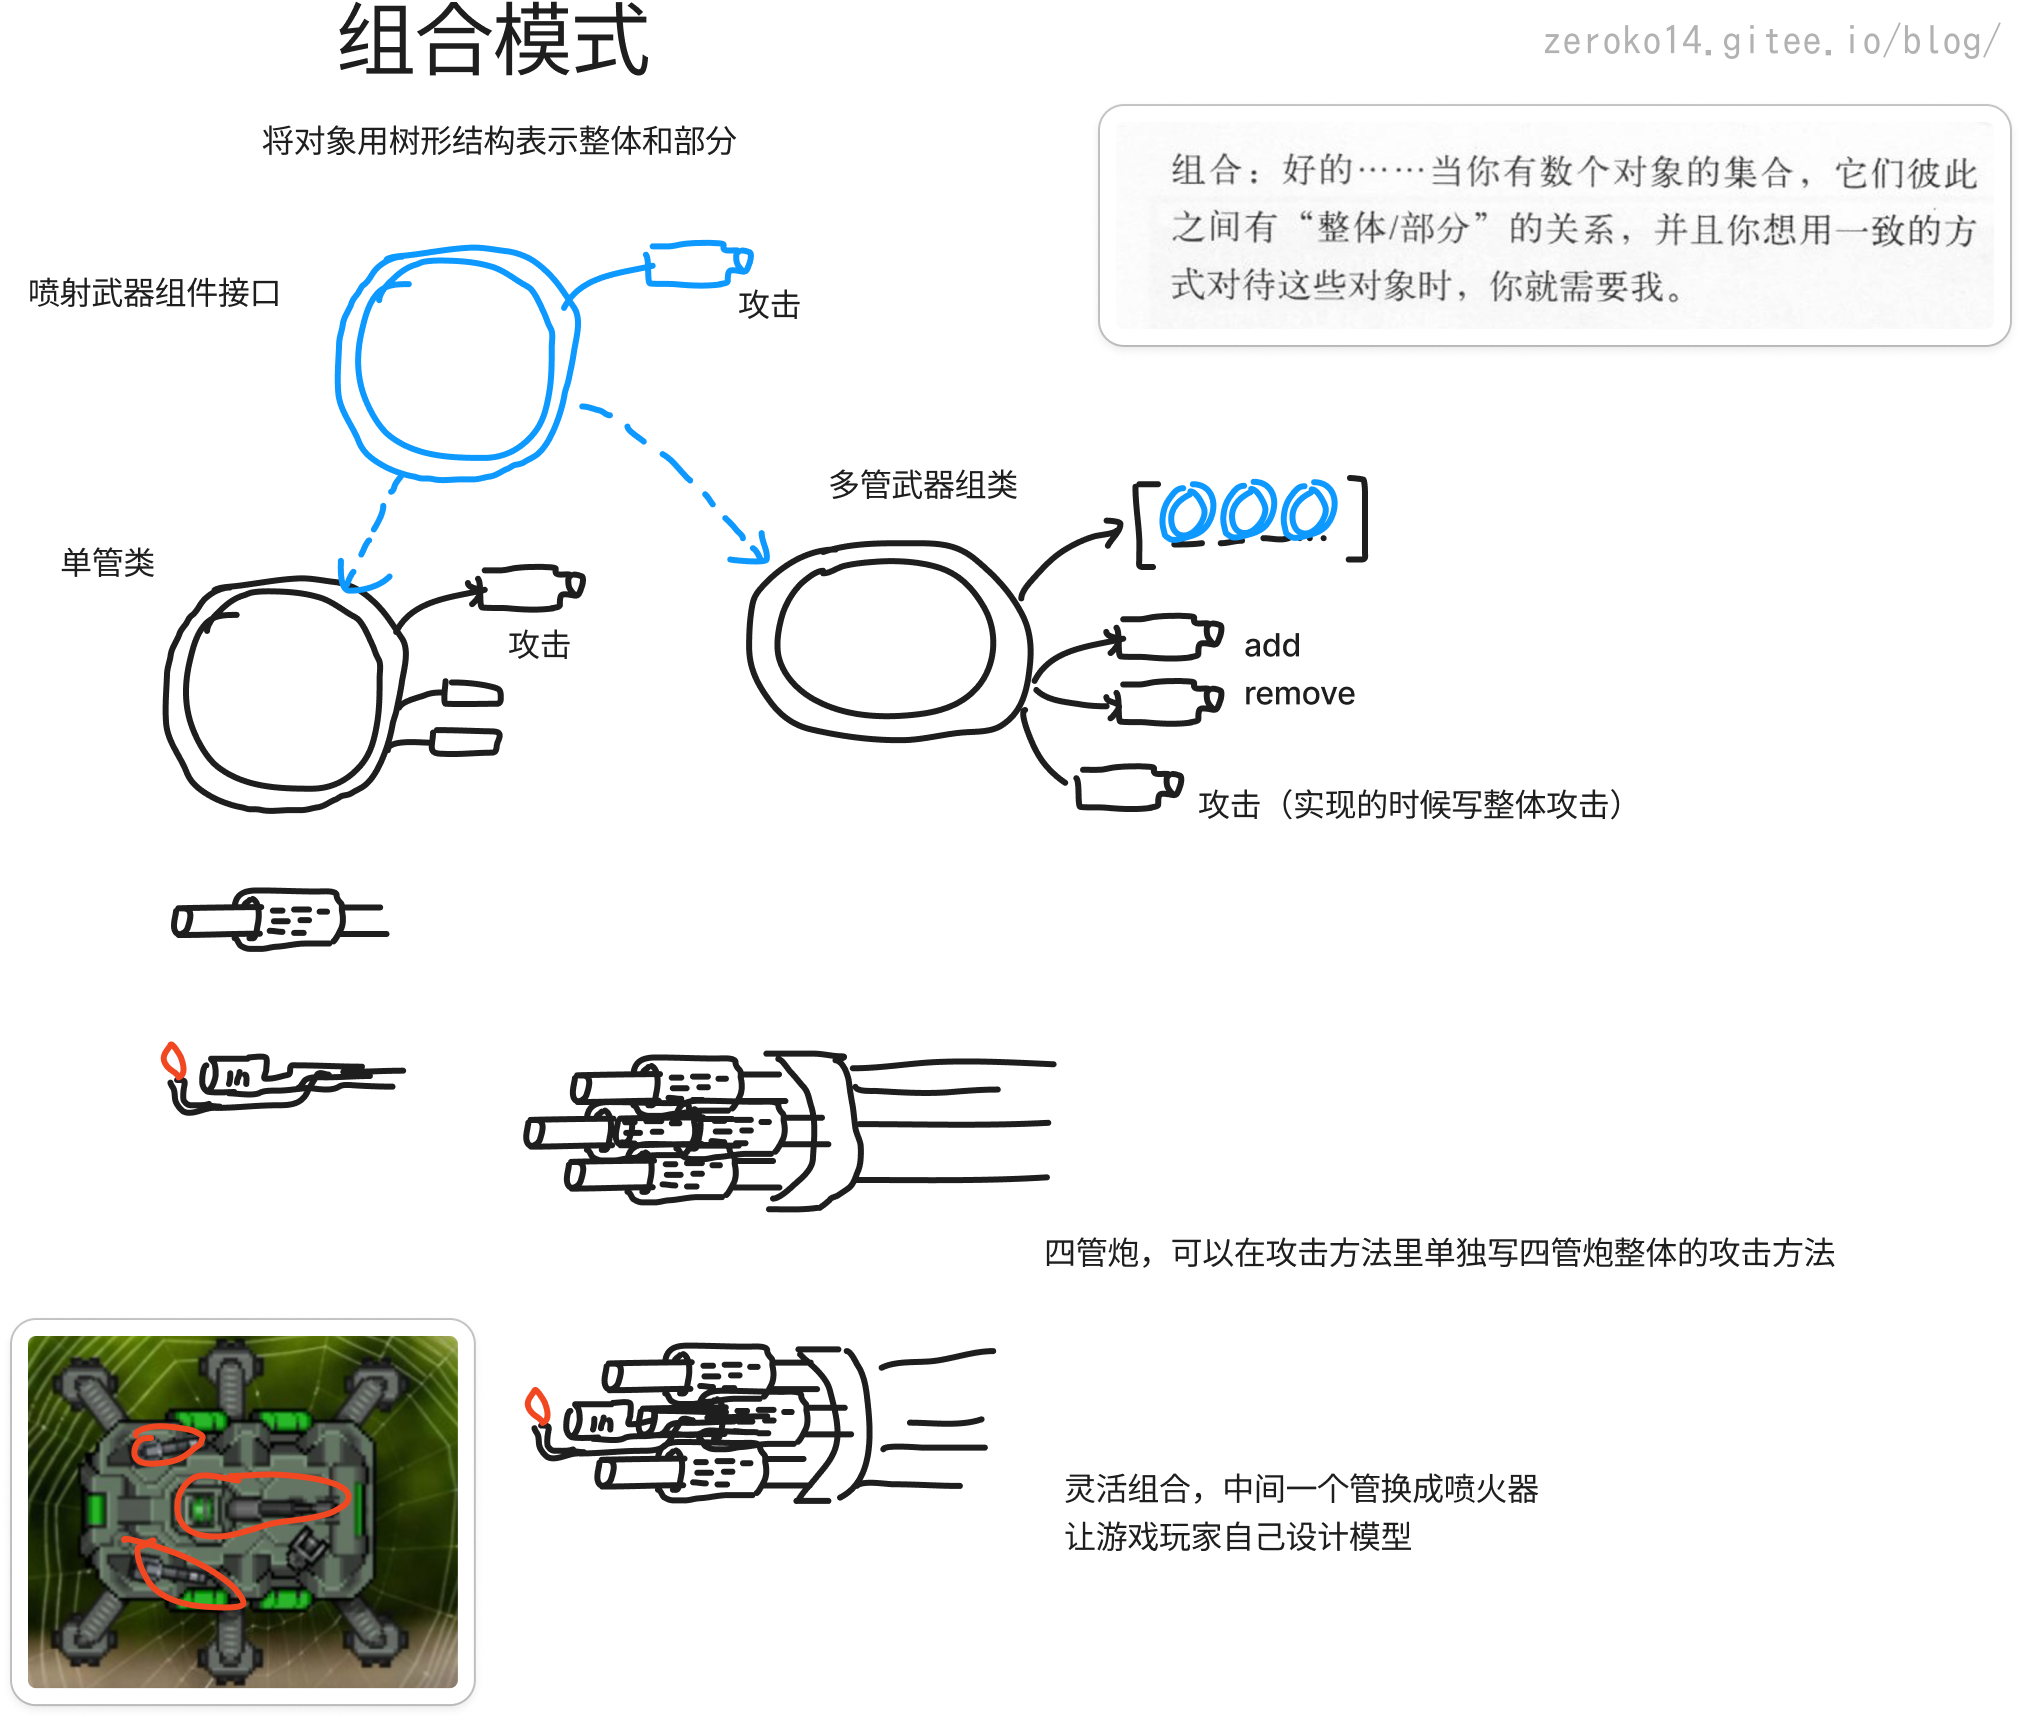 组合模式
zeroko14.gitee.io/blog/
将对象用树形结构表示整体和部分
组合：好的……当你有数个对象的集合，它们彼此
之间有“整体/部分”的关系，并且你想用一致的方
式对待这些对象时，你就需要我。
喷射武器组件接口
攻击
多管武器组类
单管类
攻击
add
remove
攻击（实现的时候写整体攻击）
四管炮，可以在攻击方法里单独写四管炮整体的攻击方法
灵活组合，中间一个管换成喷火器
让游戏玩家自己设计模型